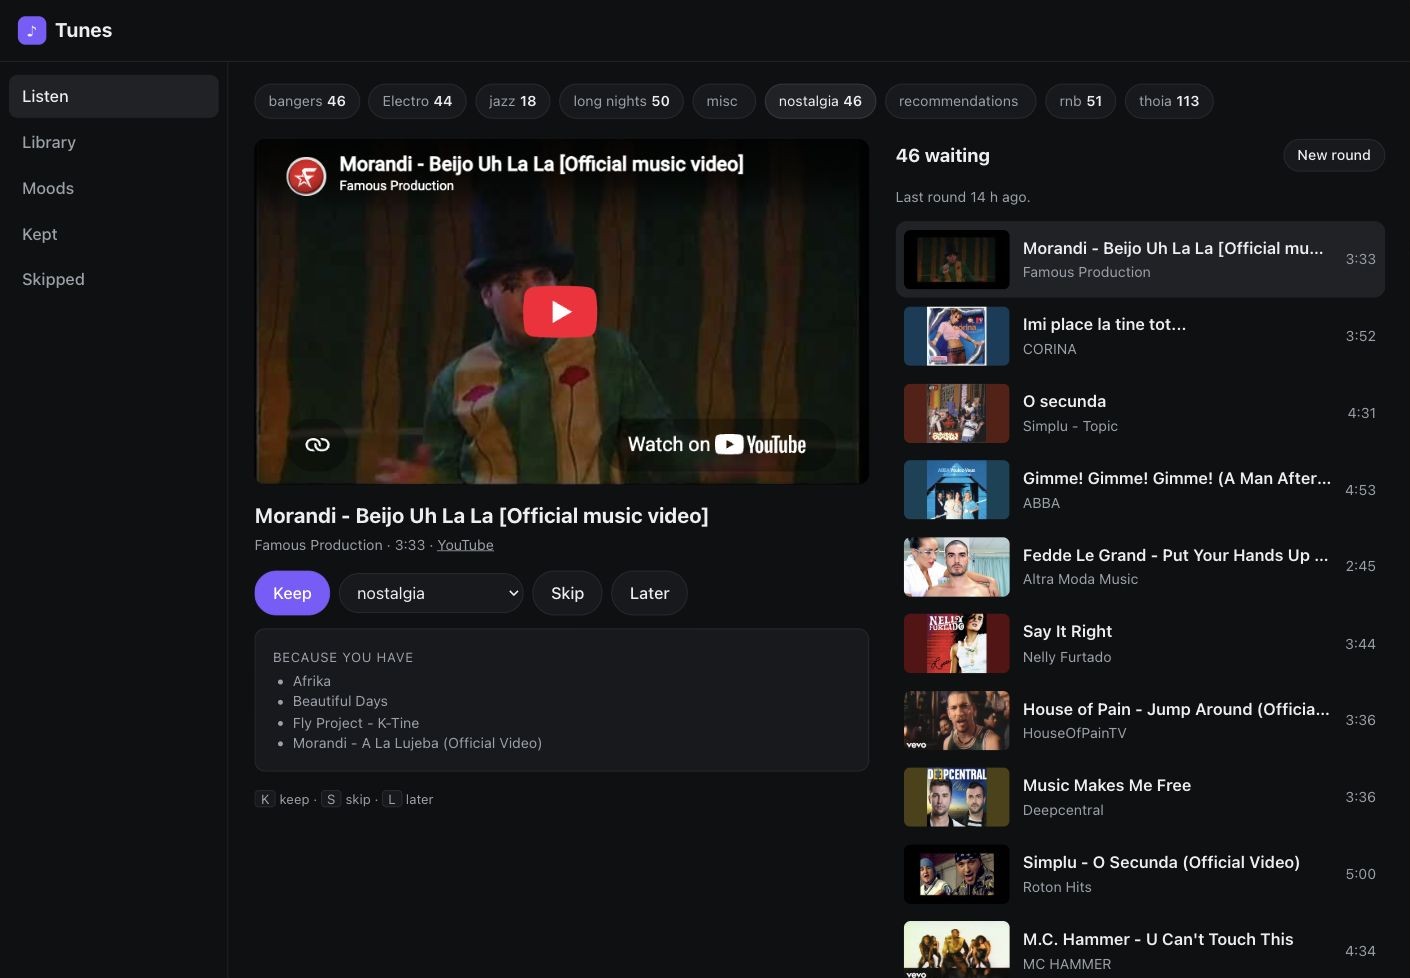 Tunes
Listen
Library
Moods
Kept
Skipped
bangers 46
Electro 44
jazz 18
long nights 50
misc
nostalgia 46
recommendations
rnb 51
thoia 113
Morandi - Beijo Uh La La [Official music video]
Famous Production
Watch on YouTube
Morandi - Beijo Uh La La [Official music video]
Famous Production · 3:33 · YouTube
Keep
nostalgia
Skip
Later
BECAUSE YOU HAVE
Afrika
Beautiful Days
Fly Project - K-Tine
Morandi - A La Lujeba (Official Video)
K keep · S skip · L later
46 waiting
New round
Last round 14 h ago.
Morandi - Beijo Uh La La [Official mu...
Famous Production
3:33
Imi place la tine tot...
CORINA
3:52
O secunda
Simplu - Topic
4:31
Gimme! Gimme! Gimme! (A Man After...
ABBA
4:53
Fedde Le Grand - Put Your Hands Up ...
Altra Moda Music
2:45
NELLY
FURTADO
Say It Right
Nelly Furtado
3:44
vevo
House of Pain - Jump Around (Officia...
HouseOfPainTV
3:36
DEEPCENTRAL
Music Makes Me Free
Deepcentral
3:36
Simplu - O Secunda (Official Video)
Roton Hits
5:00
vevo
M.C. Hammer - U Can't Touch This
MC HAMMER
4:34